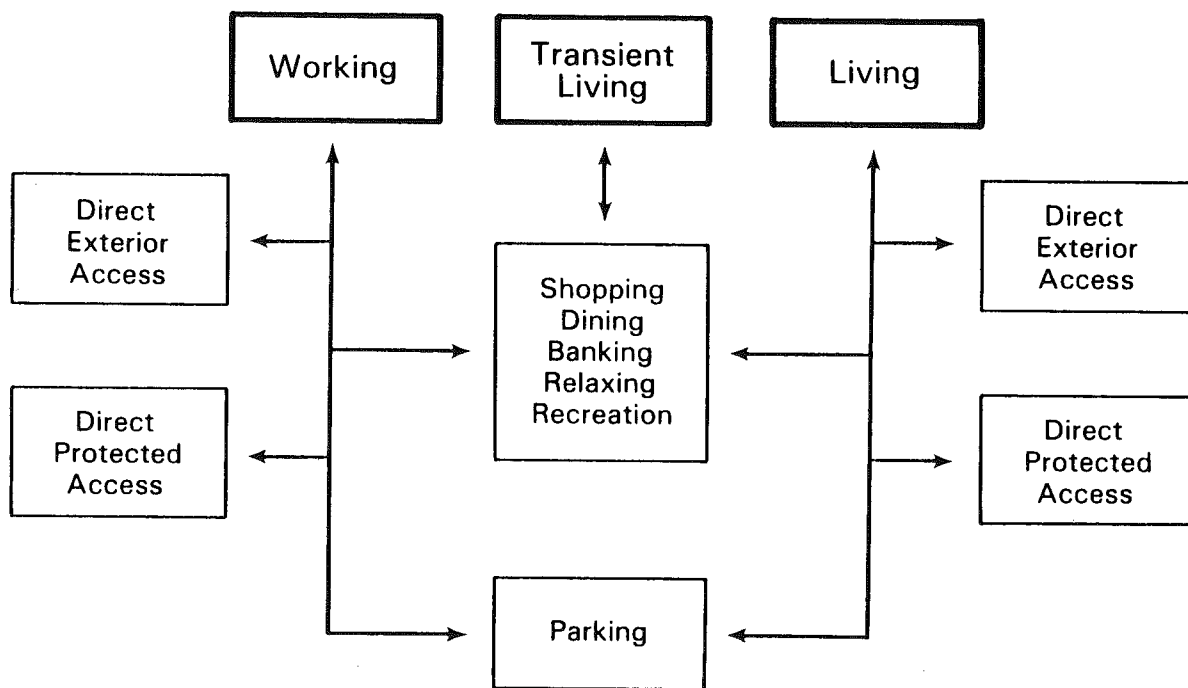 Working
Transient
Living
Living
Direct
Exterior
Access
Shopping
Dining
Banking
Relaxing
Recreation
Direct
Exterior
Access
Direct
Protected
Access
Direct
Protected
Access
Parking